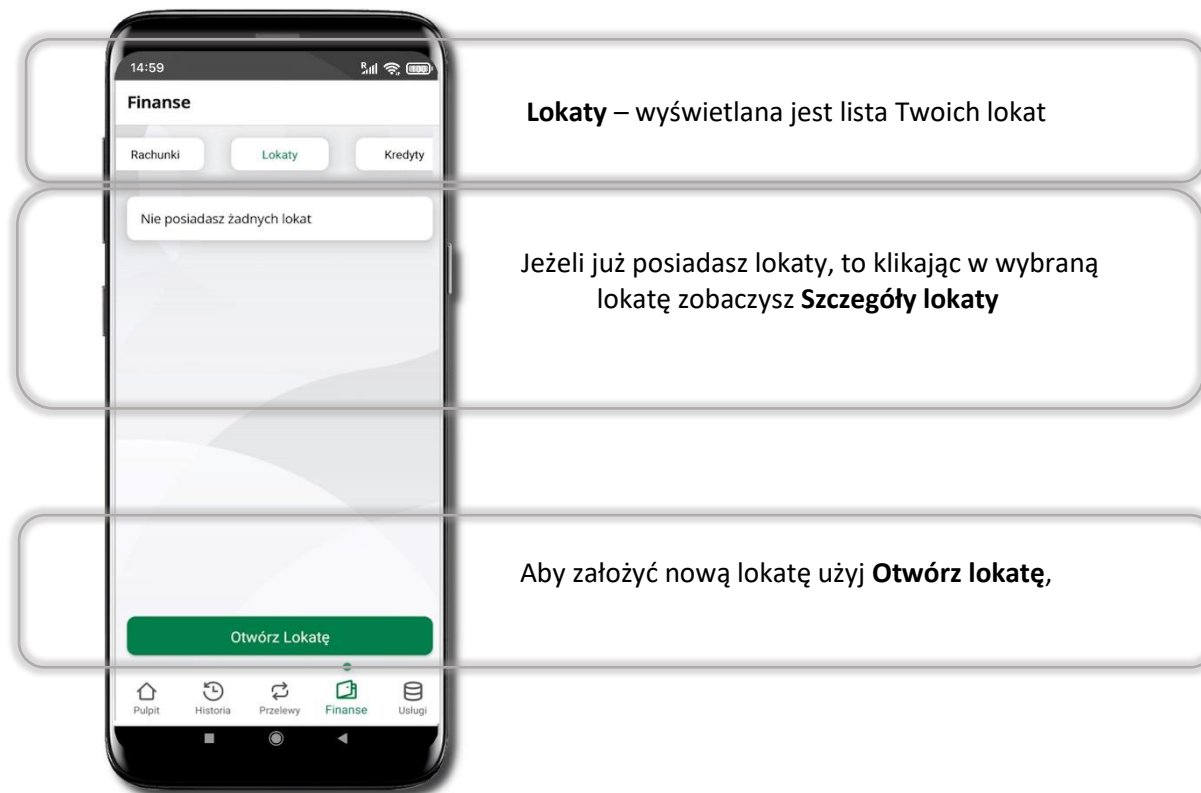 14:59
R
100
Finanse
Rachunki
Lokaty
Kredyty
Nie posiadasz żadnych lokat
Otwórz Lokatę
Pulpit
Historia
Przelewy
Finanse
Usługi
Lokaty – wyświetlana jest lista Twoich lokat
Jeżeli już posiadasz lokaty, to klikając w wybraną
lokatę zobaczysz Szczegóły lokaty
Aby założyć nową lokatę użyj Otwórz lokatę,